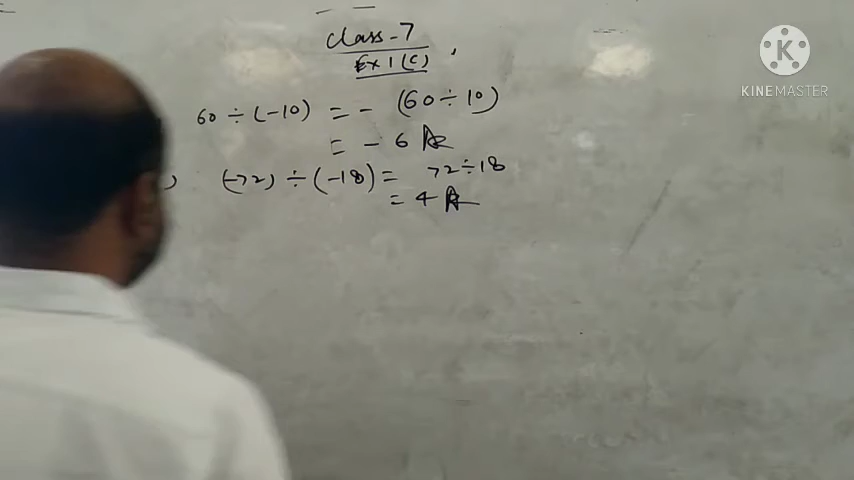 Class-7
Ex 1(C)
60 ÷ (-10) = - (60 ÷ 10)
= - 6
) (-72) ÷ (-18) = 72 ÷ 18
= 4
K
KINEMASTER